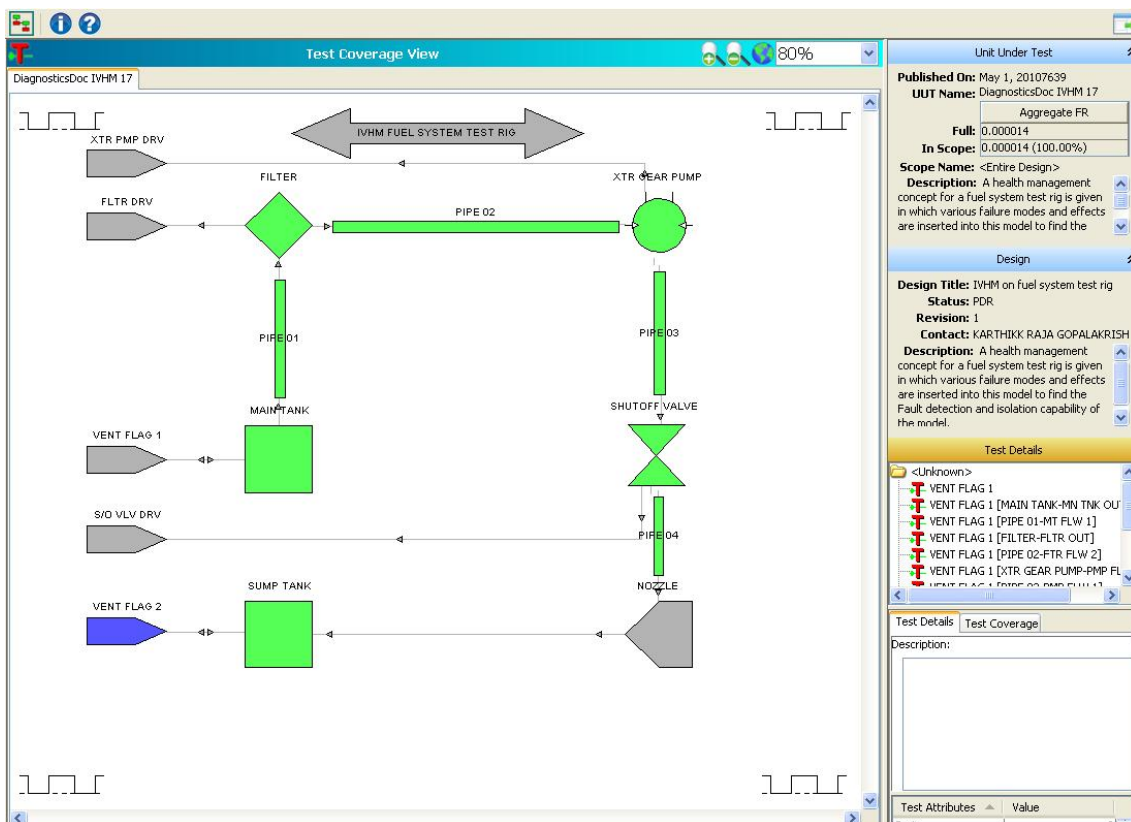 Test Coverage View
80%
DiagnosticsDoc IVHM 17
IVHM FUEL SYSTEM TEST RIG
XTR PMP DRV
FILTER
XTR GEAR PUMP
FLTR DRV
PIPE 02
PIPE 01
PIPE 03
MAIN TANK
SHUTOFF VALVE
VENT FLAG 1
S/O VLV DRV
PIPE 04
SUMP TANK
NOZZLE
VENT FLAG 2
Unit Under Test
Published On: May 1, 20107639
UUT Name: DiagnosticsDoc IVHM 17
Aggregate FR
Full: 0.000014
In Scope: 0.000014 (100.00%)
Scope Name: <Entire Design>
Description: A health management
concept for a fuel system test rig is given
in which various failure modes and effects
are inserted into this model to find the
Design
Design Title: IVHM on fuel system test rig
Status: PDR
Revision: 1
Contact: KARTHIKK RAJA GOPALAKRISH
Description: A health management
concept for a fuel system test rig is given
in which various failure modes and effects
are inserted into this model to find the
Fault detection and isolation capability of
the model.
Test Details
<Unknown>
VENT FLAG 1
VENT FLAG 1 [MAIN TANK-MN TNK OU
VENT FLAG 1 [PIPE 01-MT FLW 1]
VENT FLAG 1 [FILTER-FLTR OUT]
VENT FLAG 1 [PIPE 02-FTR FLW 2]
VENT FLAG 1 [XTR GEAR PUMP-PMP FL
VENT FLAG 1 [PIPE 03-PMP FLW 1]
Test Details
Test Coverage
Description:
Test Attributes
Value